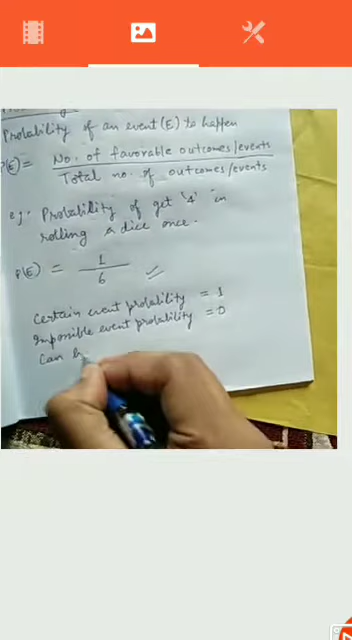 Probability of an event (E) to happen
P(E) = No. of favorable outcomes/events
Total no. of outcomes/events
eg:- Probability of get '4' in
rolling a dice once.
P(E) = 1
6
Certain event probability = 1
Impossible event probability = 0
Can b